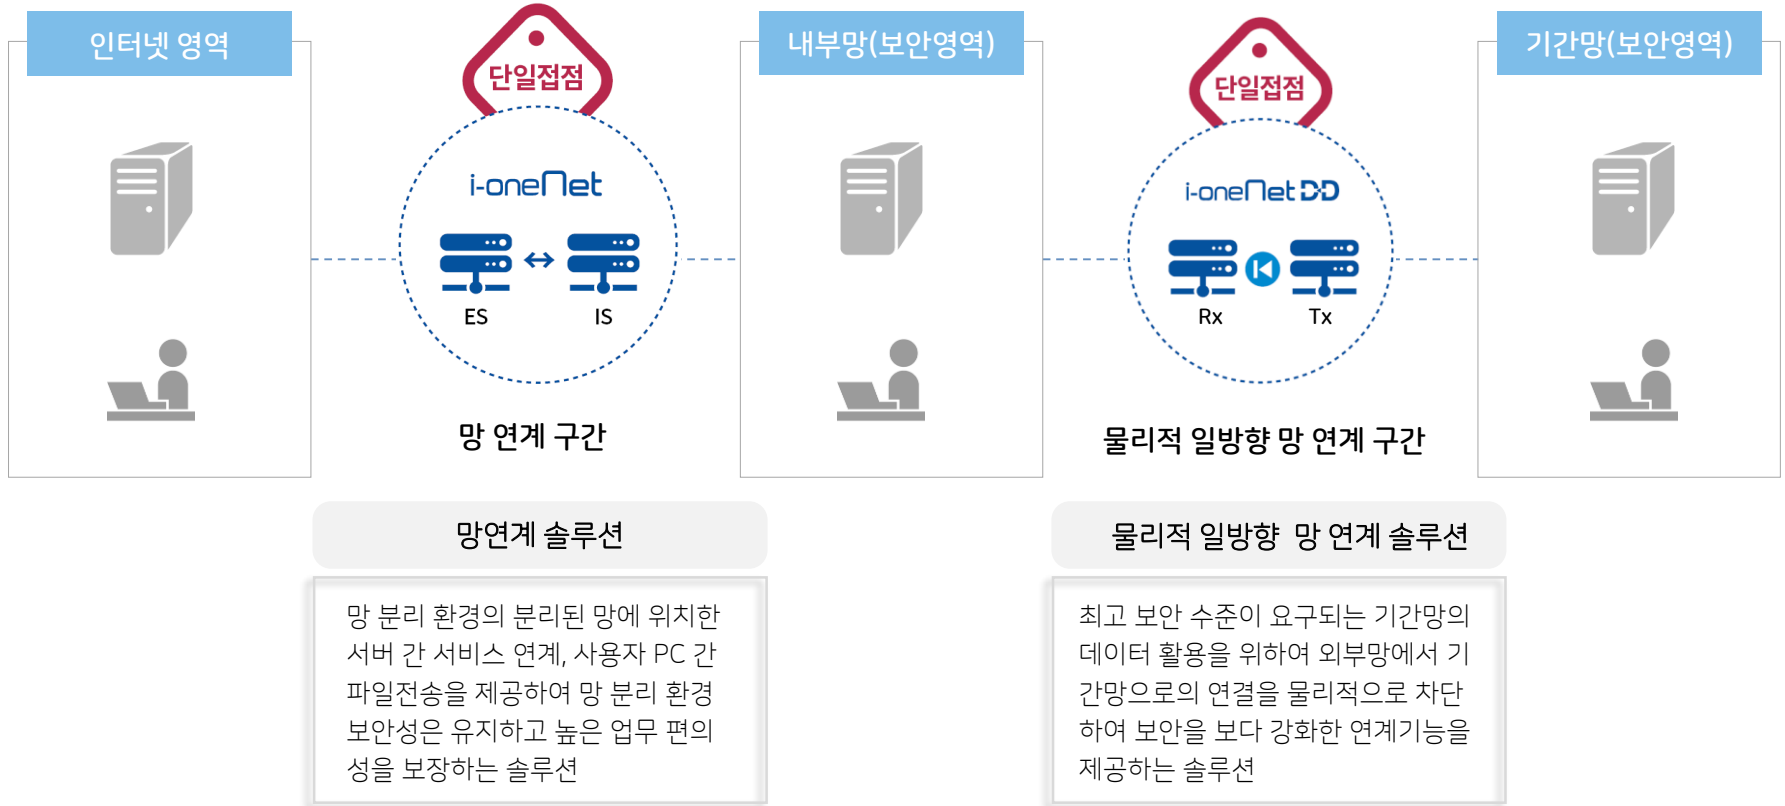 인터넷 영역
단일접점
내부망(보안영역)
단일접점
기간망(보안영역)
i-oneNet
ES
IS
망 연계 구간
i-oneNet DD
Rx
Tx
물리적 일방향 망 연계 구간
망연계 솔루션
망 분리 환경의 분리된 망에 위치한
서버 간 서비스 연계, 사용자 PC 간
파일전송을 제공하여 망 분리 환경
보안성은 유지하고 높은 업무 편의
성을 보장하는 솔루션
물리적 일방향 망 연계 솔루션
최고 보안 수준이 요구되는 기간망의
데이터 활용을 위하여 외부망에서 기
간망으로의 연결을 물리적으로 차단
하여 보안을 보다 강화한 연계기능을
제공하는 솔루션